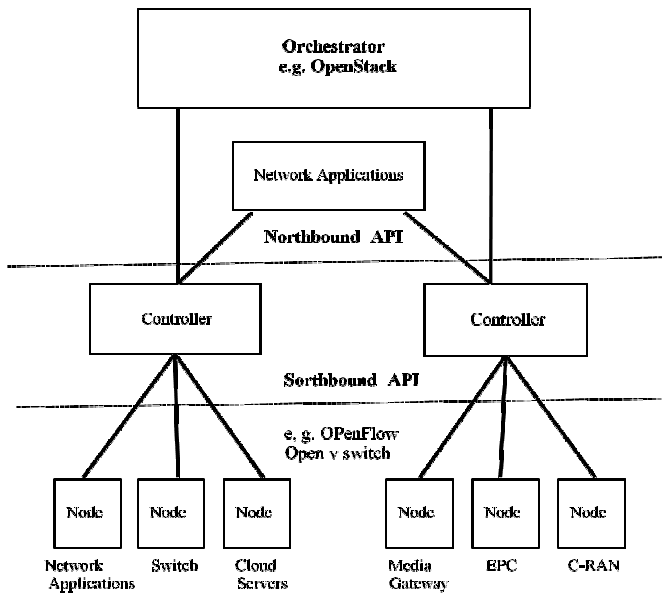 Orchestrator
e.g. OpenStack
Network Applications
Northbound API
Controller
Controller
Sorthbound API
e, g. OPenFlow
Open v switch
Node
Node
Node
Node
Node
Node
Network
Applications
Switch
Cloud
Servers
Media
Gateway
EPC
C-RAN